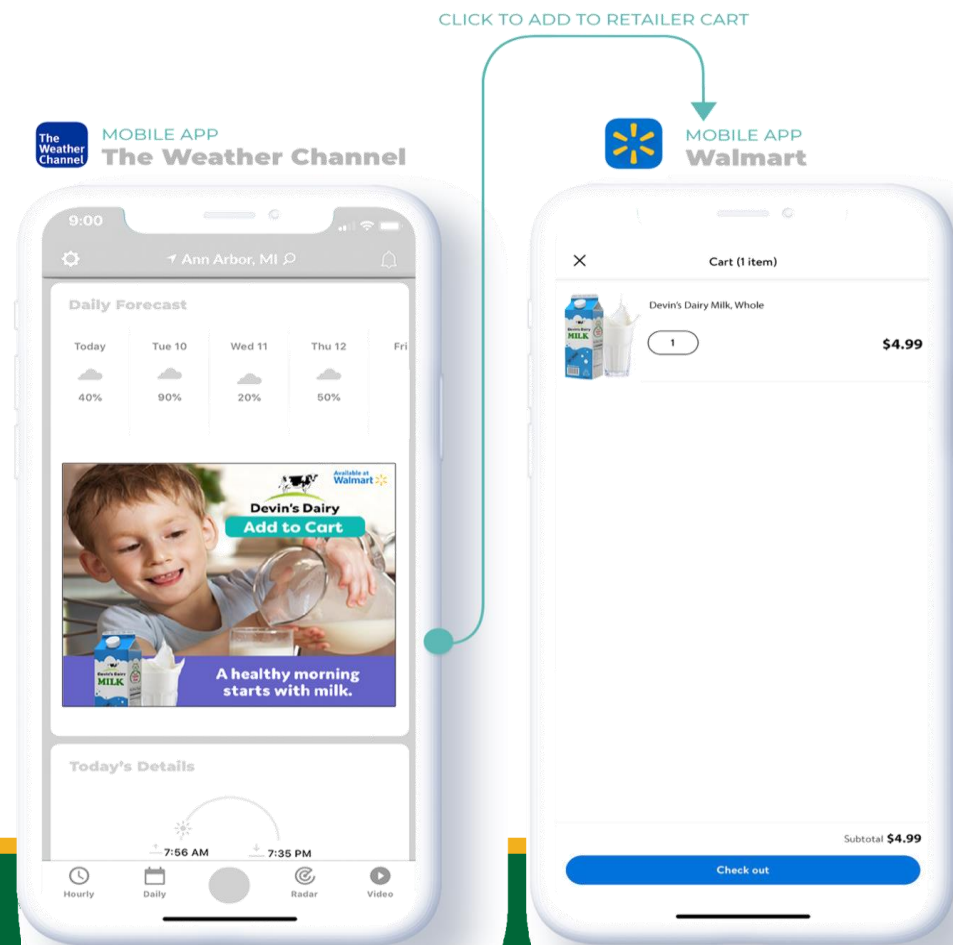 CLICK TO ADD TO RETAILER CART
The
Weather
Channel
MOBILE APP
The Weather Channel
9:00
Ann Arbor, MI
Daily Forecast
Today
Tue 10
Wed 11
Thu 12
Fri
40%
90%
20%
50%
Available at
Walmart
Devin's Dairy
Add to Cart
Devin's Dairy
MILK
A healthy morning
starts with milk.
Today's Details
7:56 AM
7:35 PM
Hourly
Daily
Radar
Video
MOBILE APP
Walmart
Cart (1 item)
Devin's Dairy
MILK
Devin's Dairy Milk, Whole
1
$4.99
Subtotal $4.99
Check out